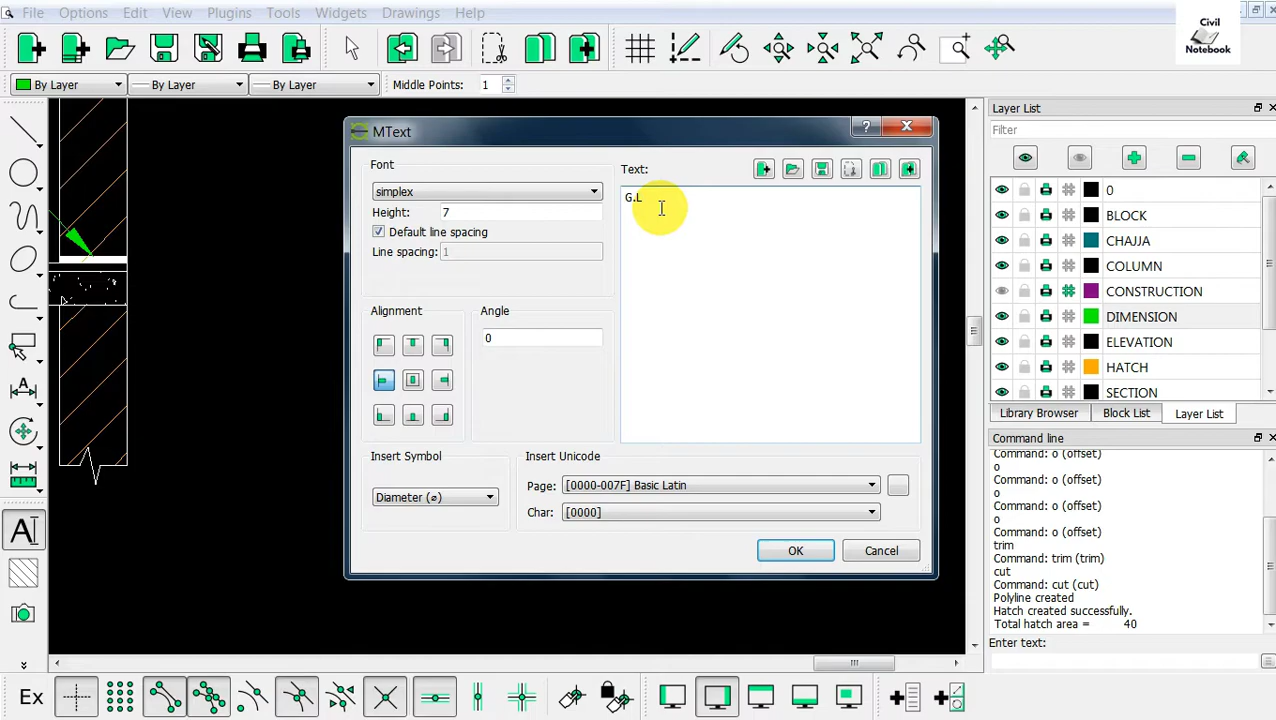 File Options Edit View Plugins Tools Widgets Drawings Help
Civil
Notebook
By Layer By Layer By Layer Middle Points: 1
Layer List
Filter
0
BLOCK
CHAJJA
COLUMN
CONSTRUCTION
DIMENSION
ELEVATION
HATCH
SECTION
Library Browser Block List Layer List
Command line
Command: o (offset)
o
Command: o (offset)
o
Command: o (offset)
o
Command: o (offset)
trim
Command: trim (trim)
cut
Command: cut (cut)
Polyline created
Hatch created successfully.
Total hatch area = 40
Enter text:
MText
?
Font
simplex
Height: 7
Default line spacing
Line spacing: 1
Alignment
Angle
0
Text:
G.L
Insert Symbol
Diameter (⌀)
Insert Unicode
Page: [0000-007F] Basic Latin
Char: [0000]
OK Cancel
A
A
Ex